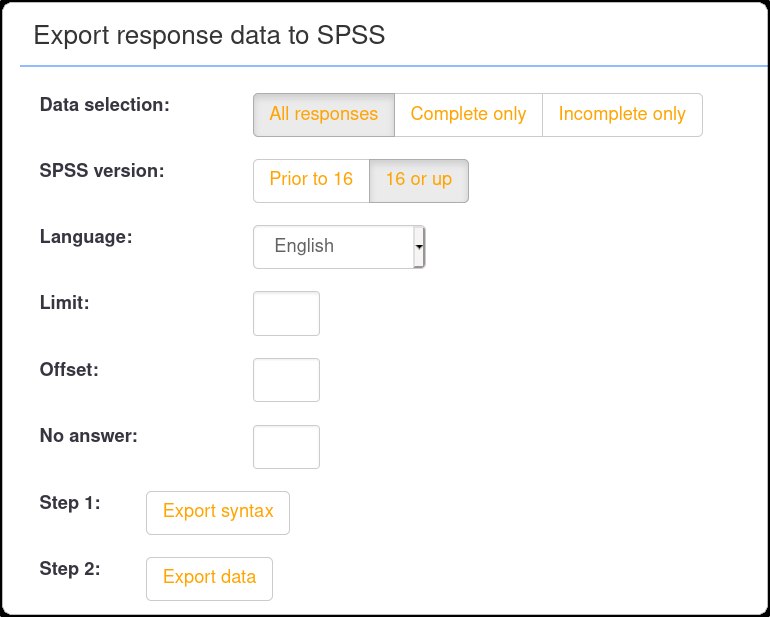 Export response data to SPSS
Data selection: All responses Complete only Incomplete only
SPSS version: Prior to 16 16 or up
Language: English
Limit:
Offset:
No answer:
Step 1: Export syntax
Step 2: Export data